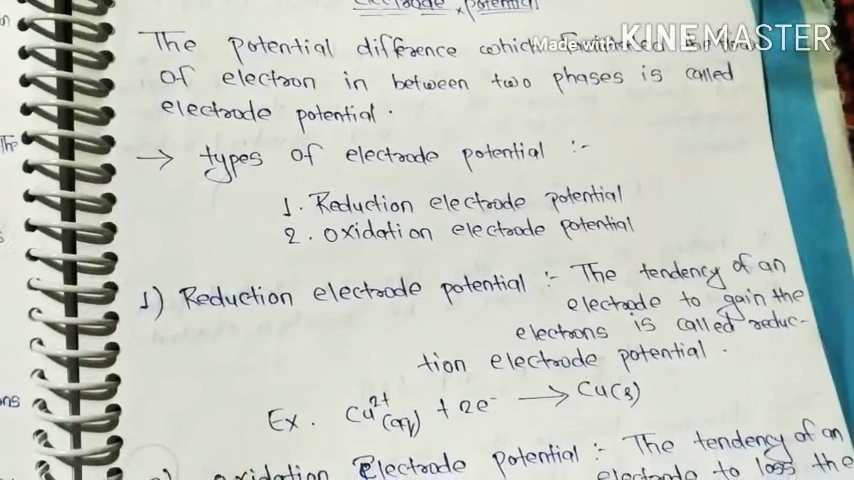 Electrode potential
Made with KINEMASTER
The potential difference which
of electron in between two phases is called
electrode potential.
→ types of electrode potential :-
1. Reduction electrode potential
2. Oxidation electrode potential
1) Reduction electrode potential :- The tendency of an
electrode to gain the
electrons is called reduc-
tion electrode potential.
Ex. Cu²⁺(aq) + 2e⁻ → Cu(s)
oxidation Electrode potential :- The tendency of an
electrode to loss the
The